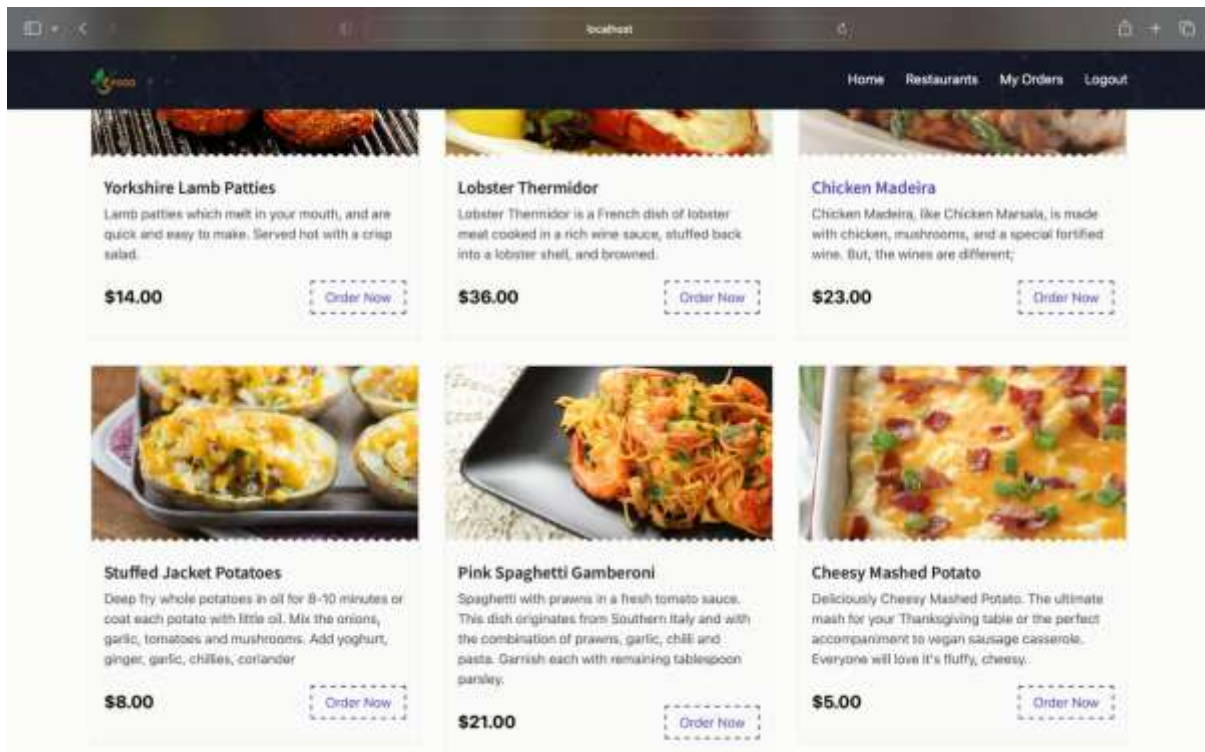 localhost
FOOD
Home Restaurants My Orders Logout
Yorkshire Lamb Patties
Lamb patties which melt in your mouth, and are
quick and easy to make. Served hot with a crisp
salad.
$14.00
Order Now
Lobster Thermidor
Lobster Thermidor is a French dish of lobster
meat cooked in a rich wine sauce, stuffed back
into a lobster shell, and browned.
$36.00
Order Now
Chicken Madeira
Chicken Madeira, like Chicken Marsala, is made
with chicken, mushrooms, and a special fortified
wine. But, the wines are different;
$23.00
Order Now
Stuffed Jacket Potatoes
Deep fry whole potatoes in oil for 8-10 minutes or
coat each potato with little oil. Mix the onions,
garlic, tomatoes and mushrooms. Add yoghurt,
ginger, garlic, chillies, coriander
$8.00
Order Now
Pink Spaghetti Gamberoni
Spaghetti with prawns in a fresh tomato sauce.
This dish originates from Southern Italy and with
the combination of prawns, garlic, chilli and
pasta. Garnish each with remaining tablespoon
parsley.
$21.00
Order Now
Cheesy Mashed Potato
Deliciously Cheesy Mashed Potato. The ultimate
mash for your Thanksgiving table or the perfect
accompaniment to vegan sausage casserole.
Everyone will love it's fluffy, cheesy.
$5.00
Order Now